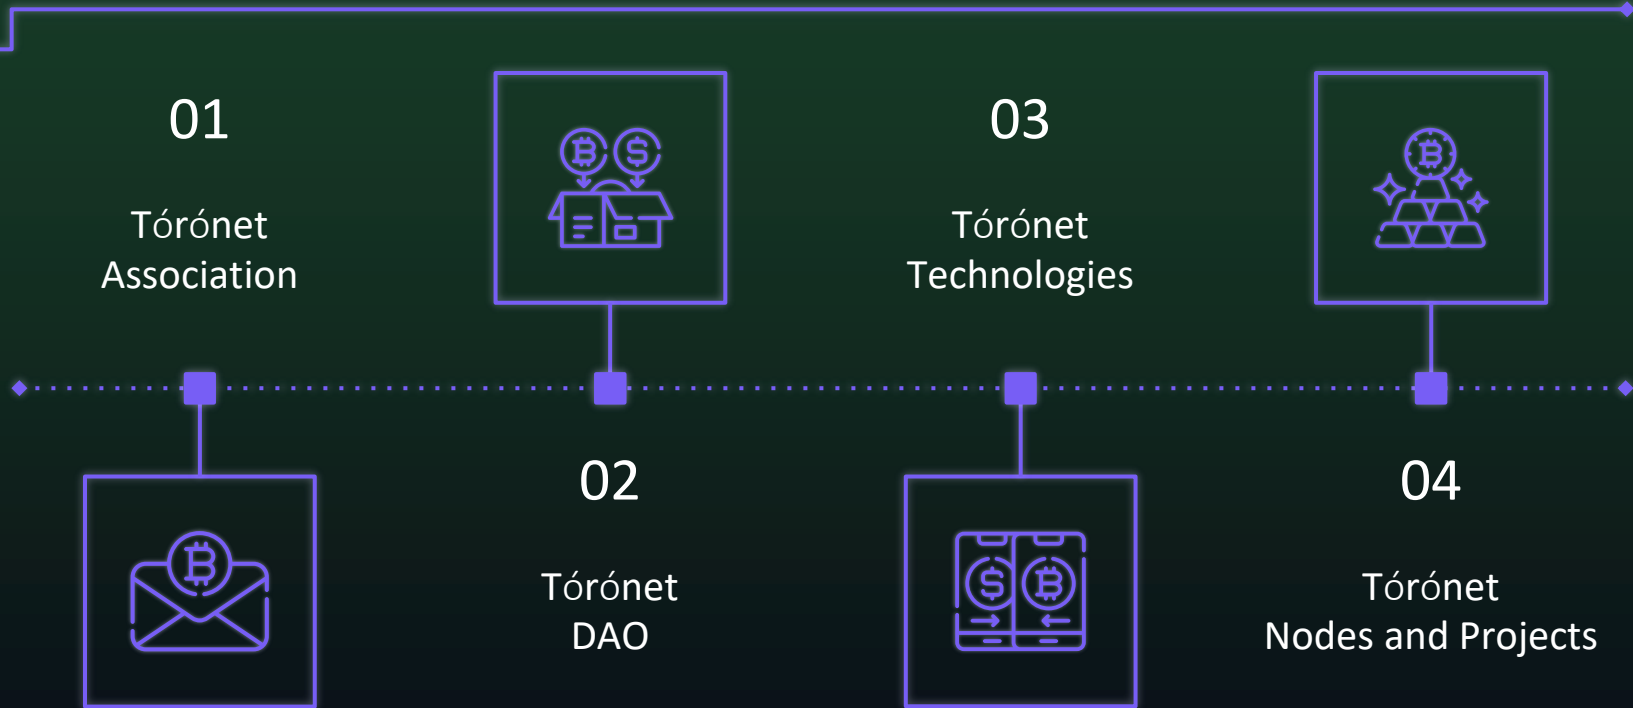 01
Tórónet
Association
02
Tórónet
DAO
03
Tórónet
Technologies
04
Tórónet
Nodes and Projects